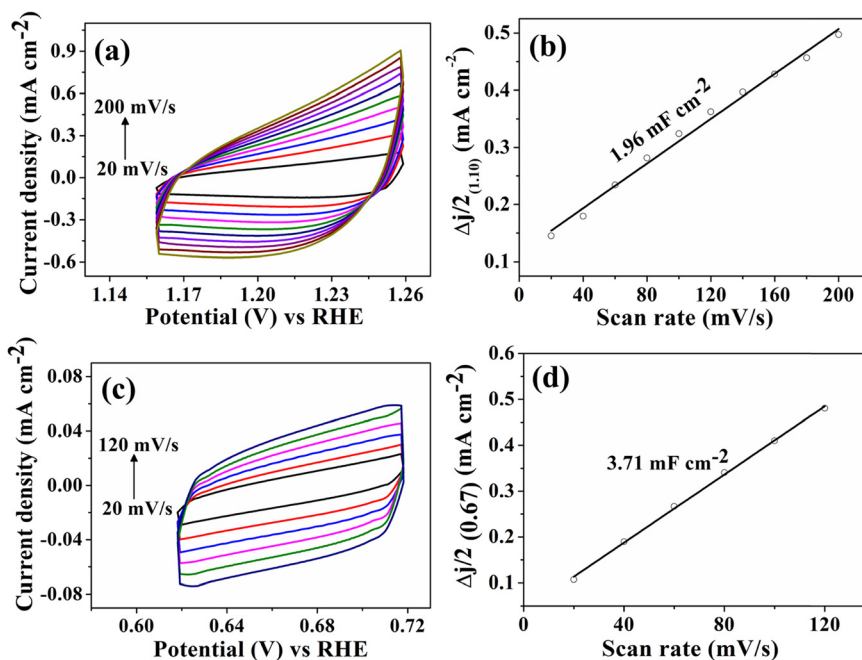 (a)
Current density (mA cm-2)
0.9
0.6
0.3
0.0
-0.3
-0.6
200 mV/s
20 mV/s
1.14
1.17
1.20
1.23
1.26
Potential (V) vs RHE
(b)
Δj/2(1.10) (mA cm-2)
0.5
0.4
0.3
0.2
0.1
1.96 mF cm-2
0
40
80
120
160
200
Scan rate (mV/s)
(c)
Current density (mA cm-2)
0.08
0.04
0.00
-0.04
-0.08
120 mV/s
20 mV/s
0.60
0.64
0.68
0.72
Potential (V) vs RHE
(d)
Δj/2 (0.67) (mA cm-2)
0.6
0.5
0.4
0.3
0.2
0.1
3.71 mF cm-2
0
40
80
120
Scan rate (mV/s)